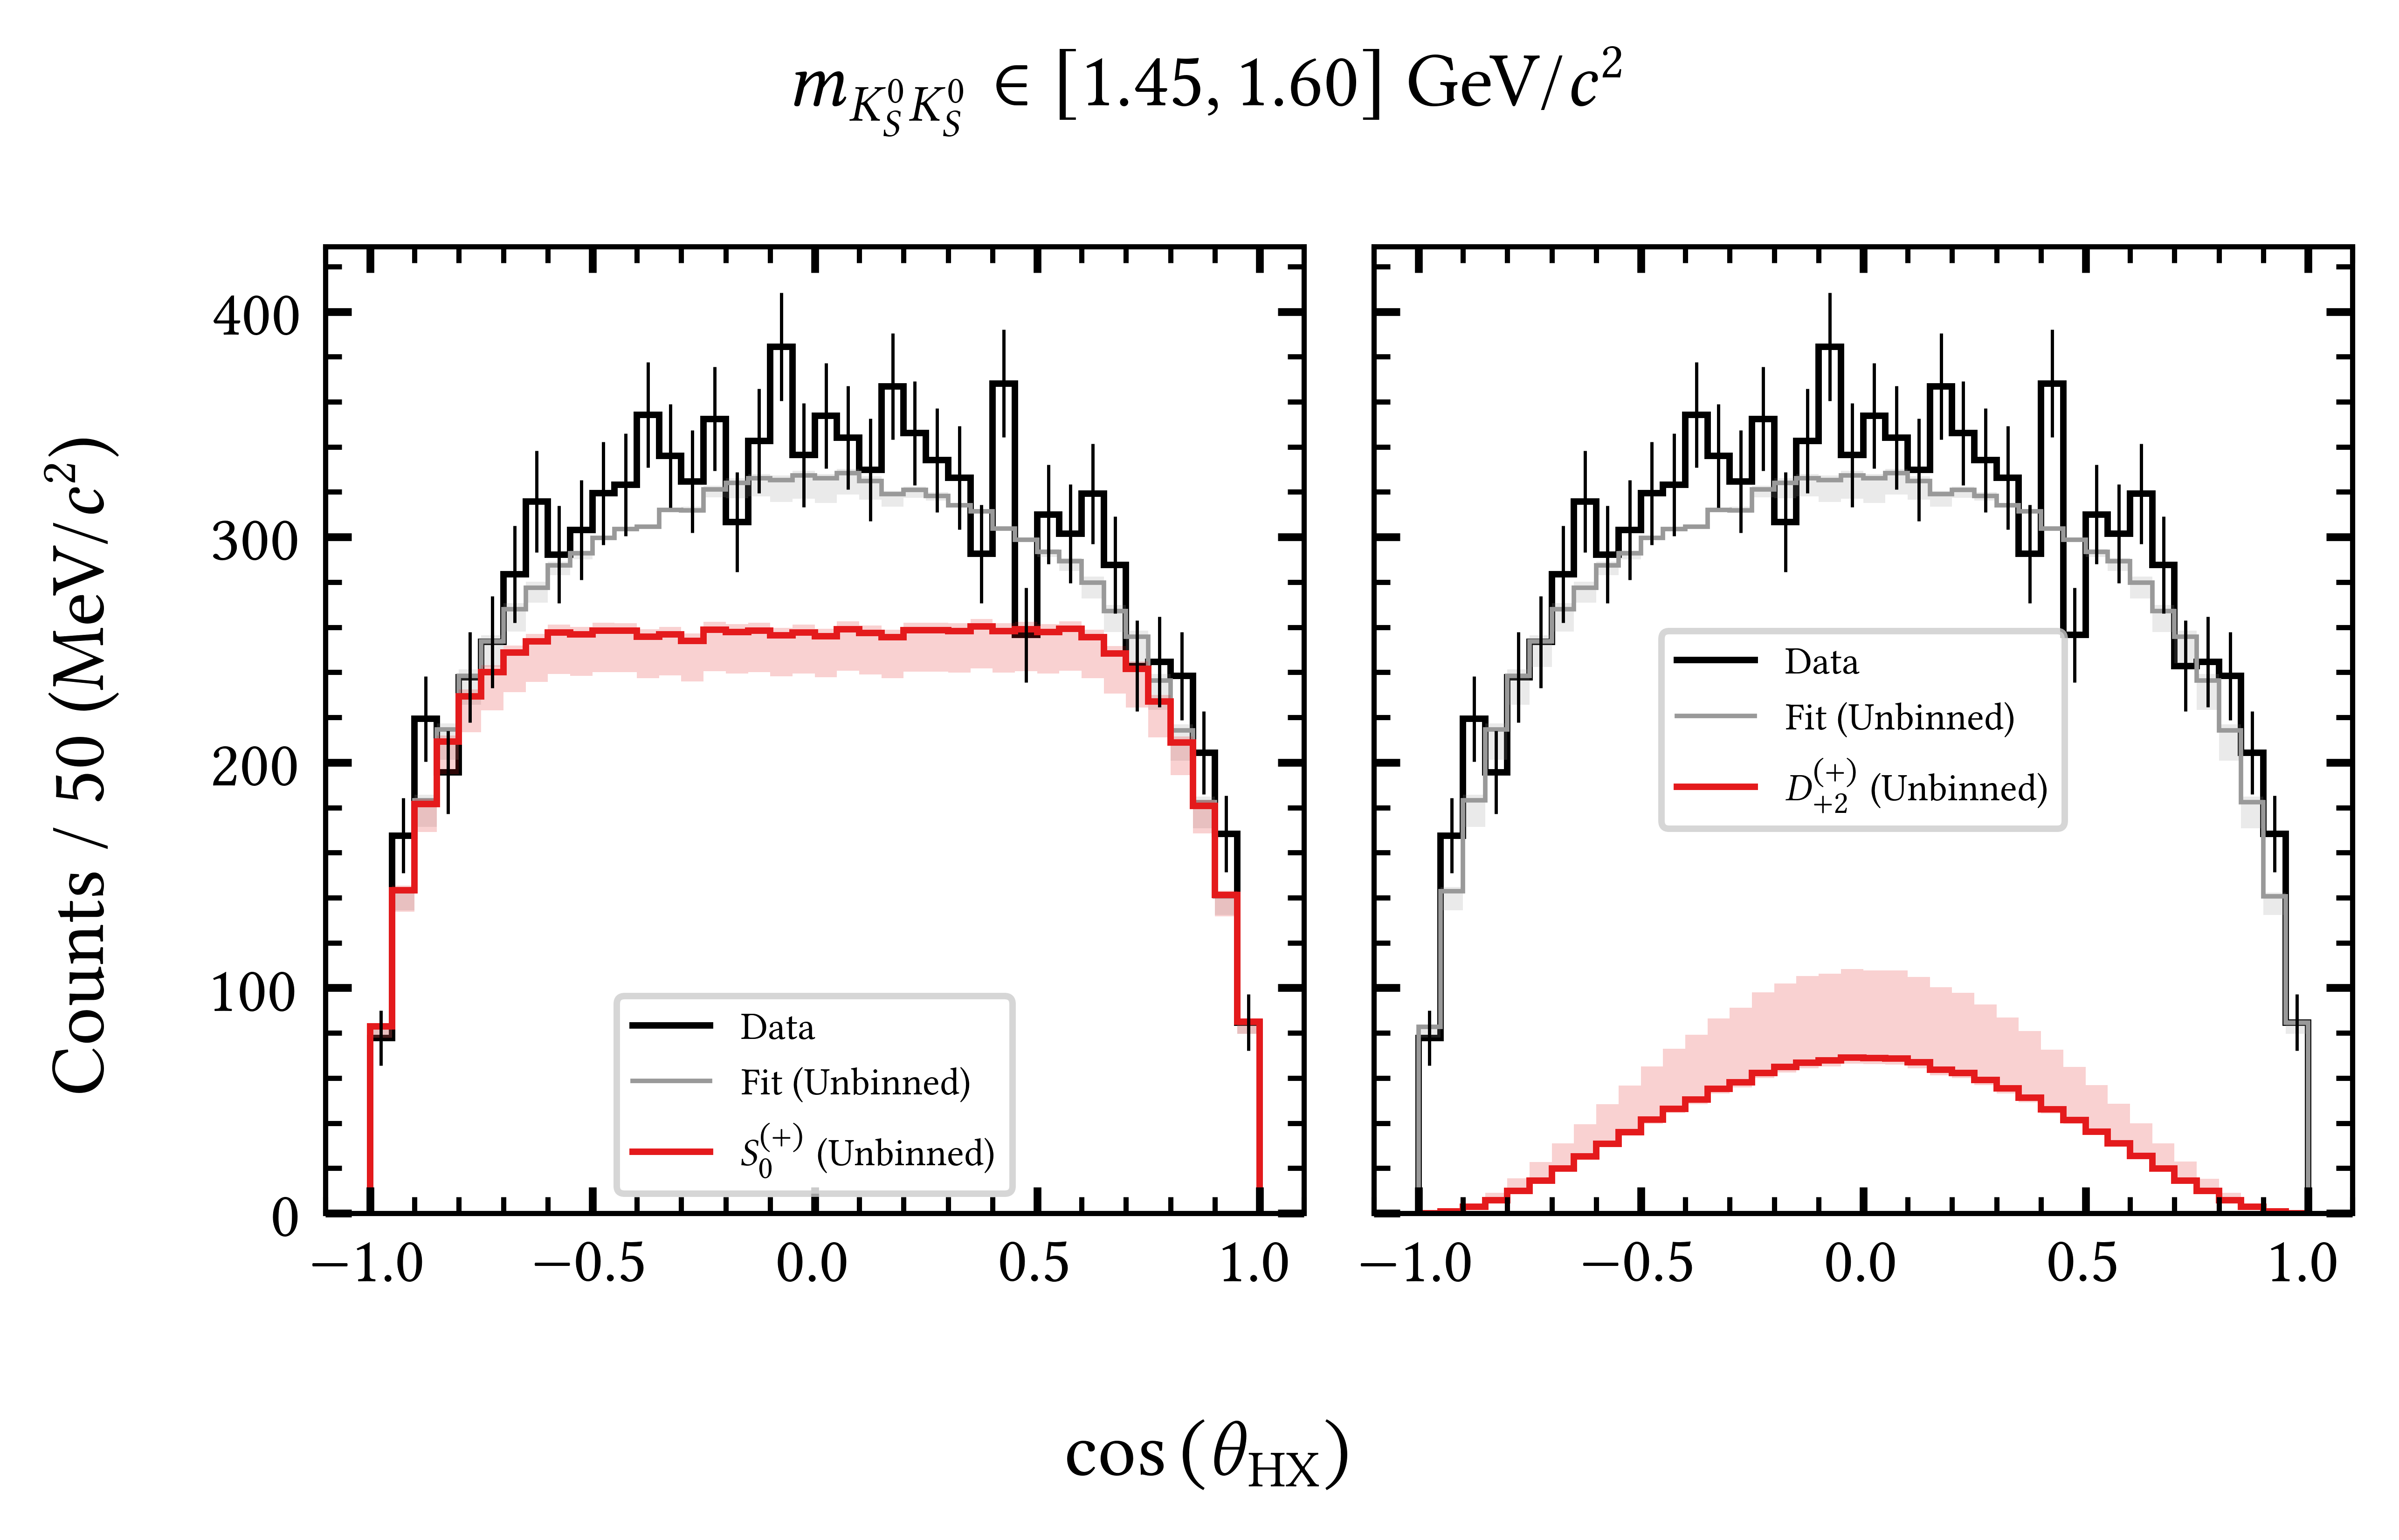 m_{K_S^0 K_S^0} ∈ [1.45, 1.60] GeV/c²
Counts / 50 (MeV/c²)
400
300
200
100
0
Data
Fit (Unbinned)
S_0^{(+)} (Unbinned)
−1.0 −0.5 0.0 0.5 1.0
Data
Fit (Unbinned)
D_{+2}^{(+)} (Unbinned)
−1.0 −0.5 0.0 0.5 1.0
cos (θ_{HX})